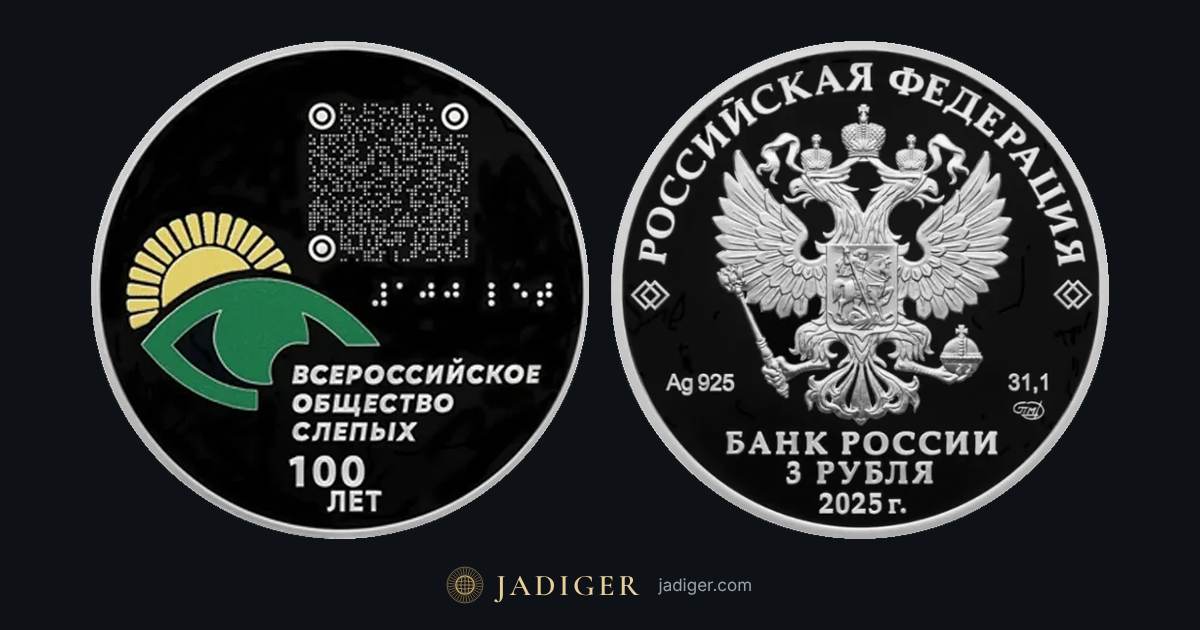 ВСЕРОССИЙСКОЕ
ОБЩЕСТВО
СЛЕПЫХ
100
ЛЕТ
РОССИЙСКАЯ ФЕДЕРАЦИЯ
Ag 925
31,1
БАНК РОССИИ
3 РУБЛЯ
2025 г.
JADIGER
jadiger.com